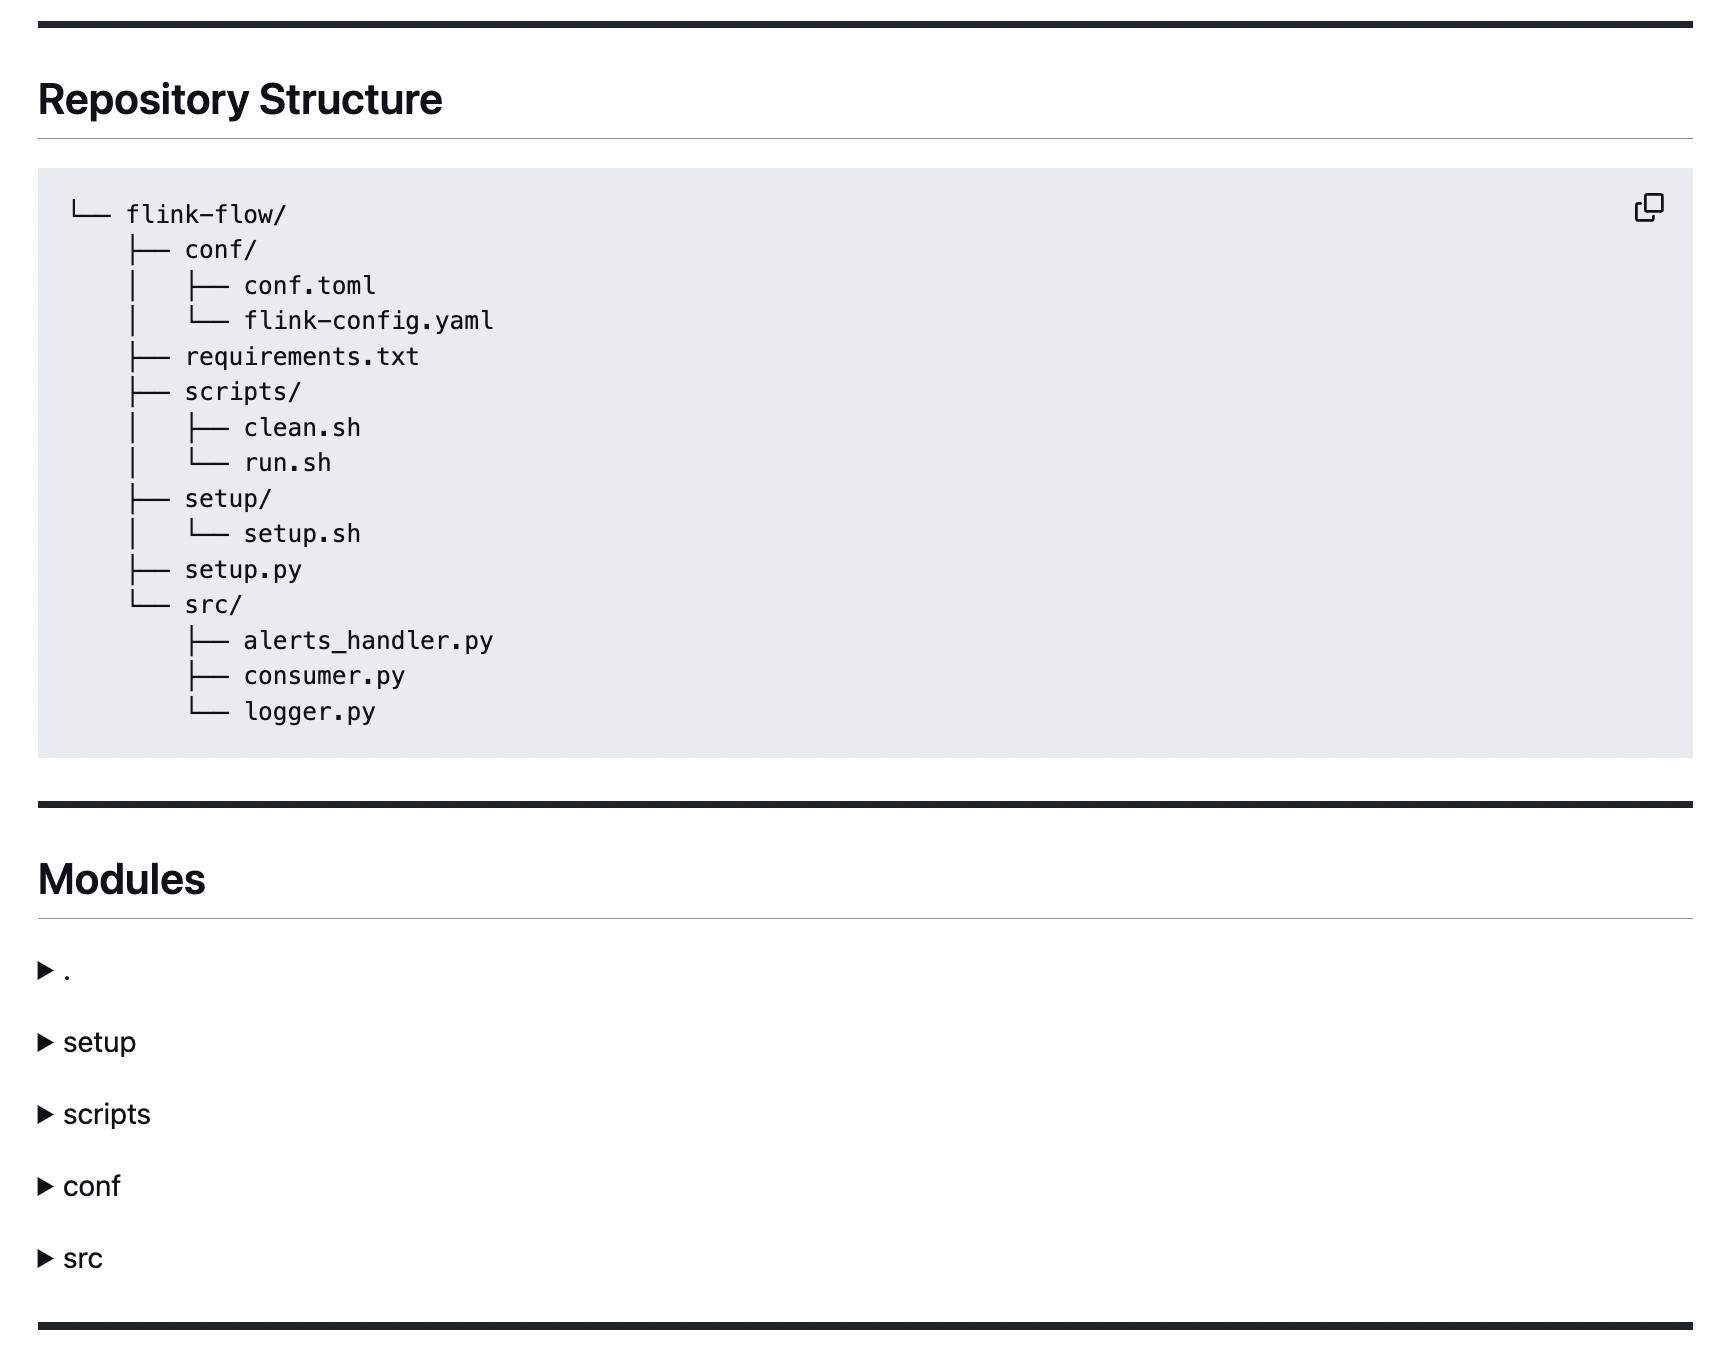 Repository Structure
└── flink-flow/
    ├── conf/
    │   ├── conf.toml
    │   └── flink-config.yaml
    ├── requirements.txt
    ├── scripts/
    │   ├── clean.sh
    │   └── run.sh
    ├── setup/
    │   └── setup.sh
    ├── setup.py
    └── src/
        ├── alerts_handler.py
        ├── consumer.py
        └── logger.py
Modules
▶ .
▶ setup
▶ scripts
▶ conf
▶ src